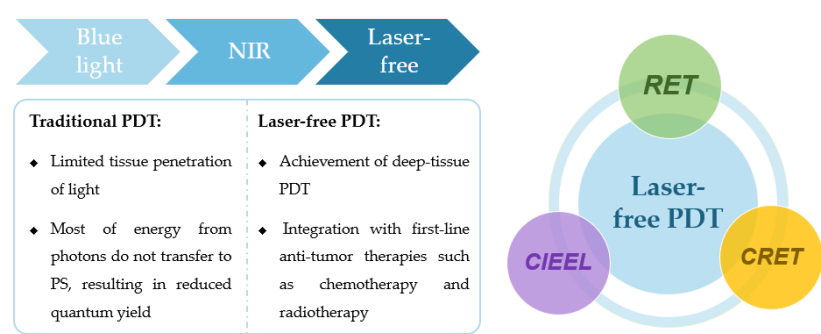 Blue
light
NIR
Laser-
free
Traditional PDT:
◆ Limited tissue penetration
of light
◆ Most of energy from
photons do not transfer to
PS, resulting in reduced
quantum yield
Laser-free PDT:
◆ Achievement of deep-tissue
PDT
◆ Integration with first-line
anti-tumor therapies such
as chemotherapy and
radiotherapy
RET
Laser-
free PDT
CIEEL
CRET